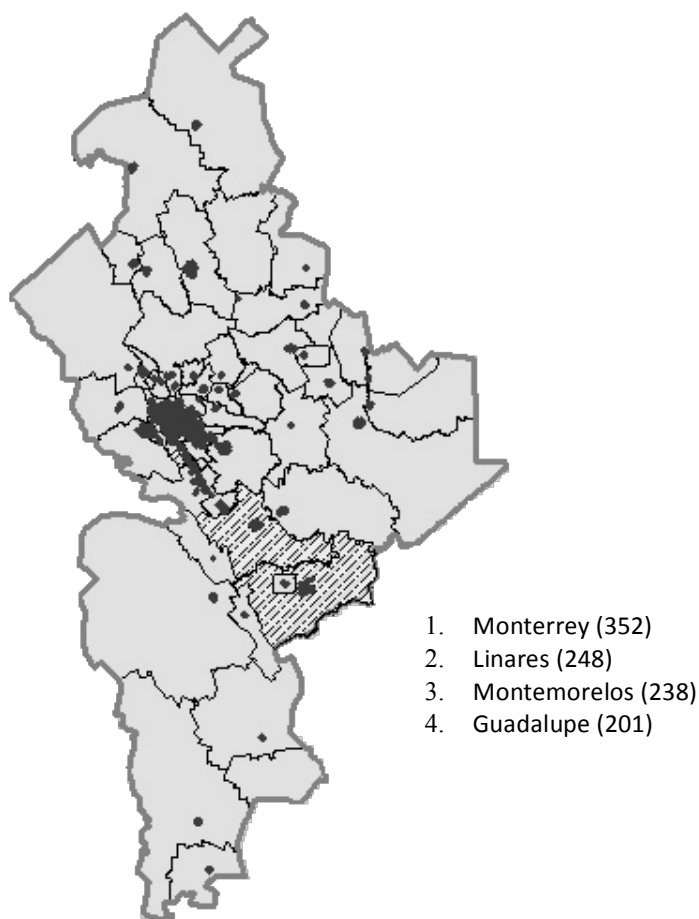 1. Monterrey (352)
2. Linares (248)
3. Montemorelos (238)
4. Guadalupe (201)